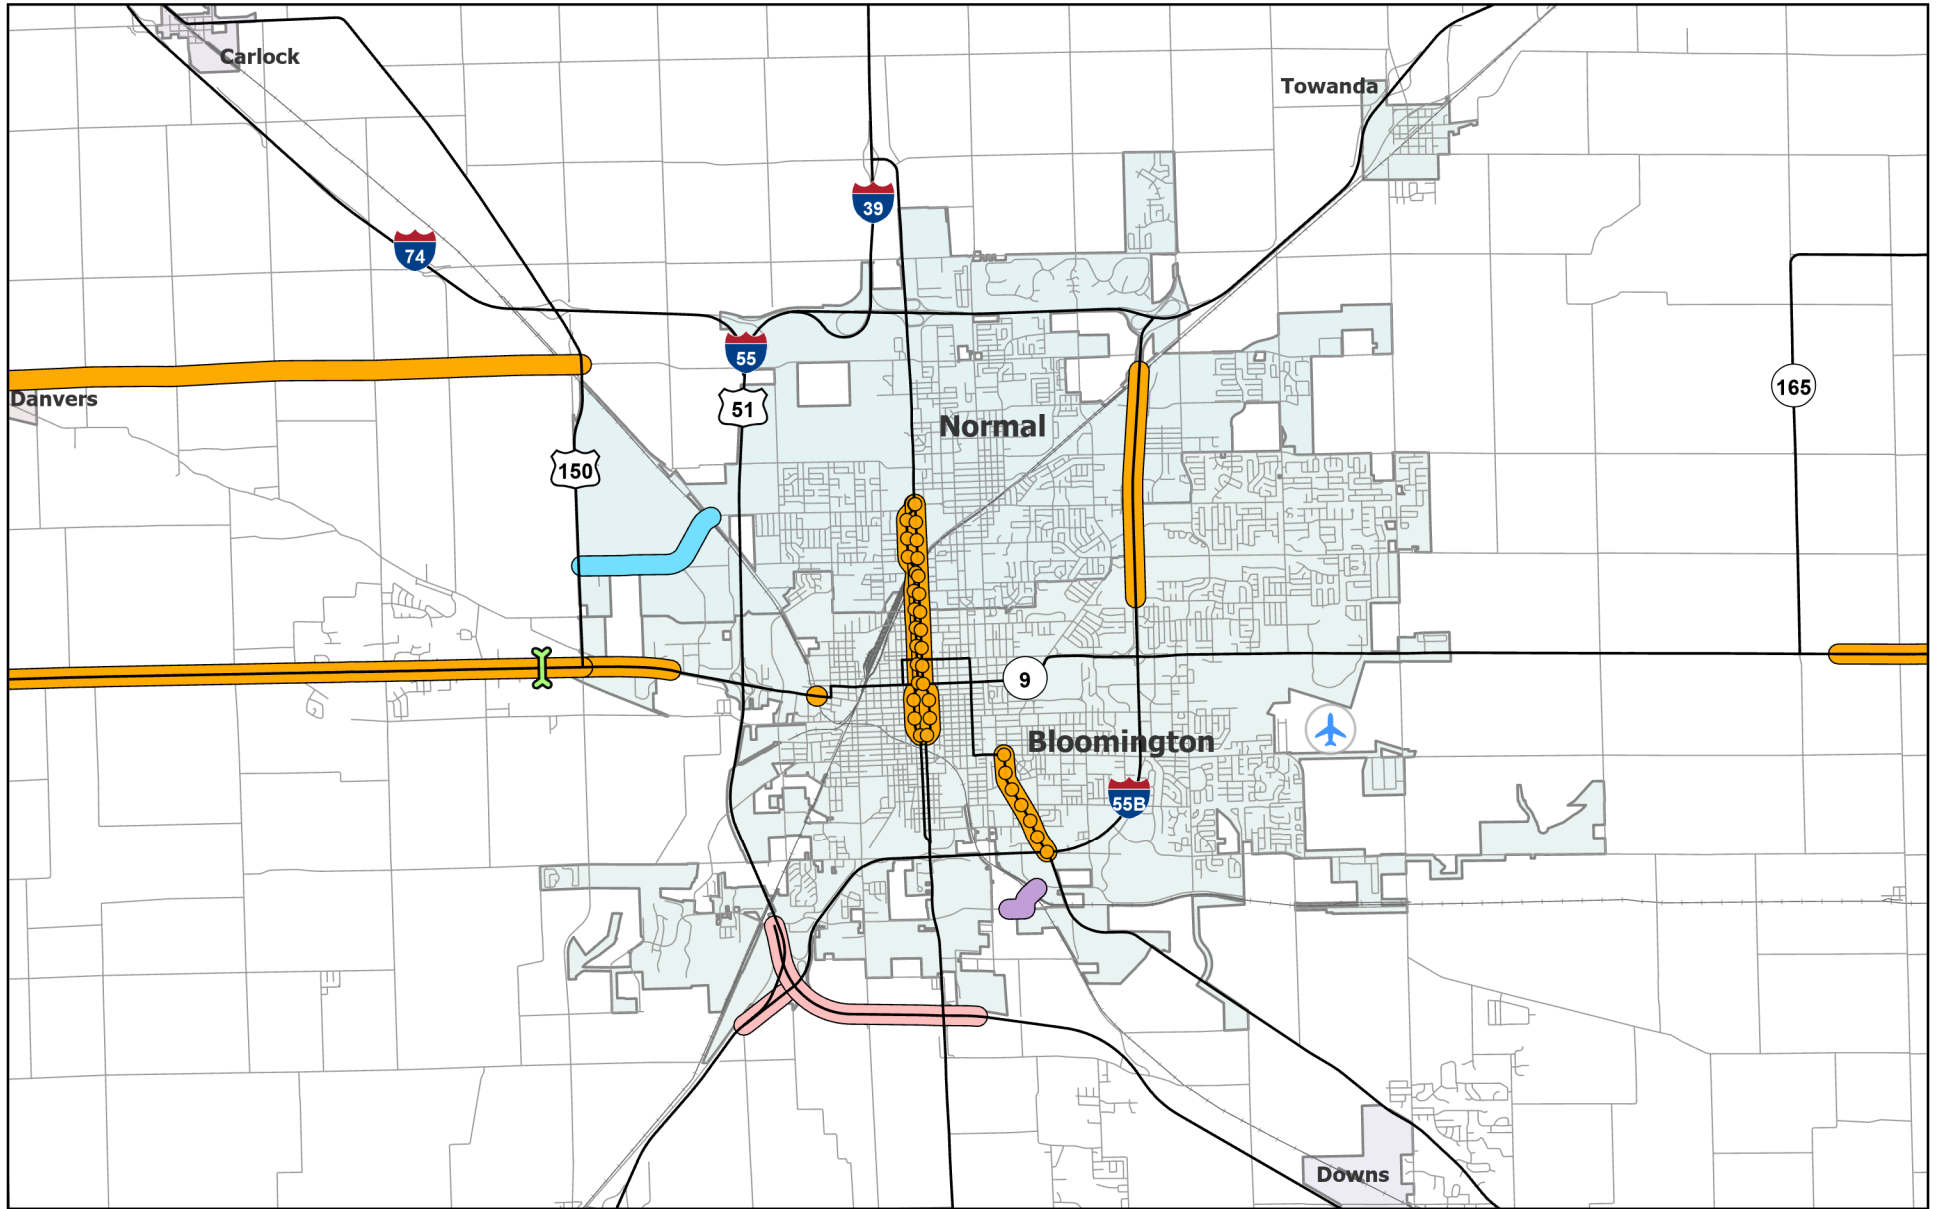 Carlock
Towanda
39
74
55
51
165
Danvers
Normal
150
9
Bloomington
55B
Downs